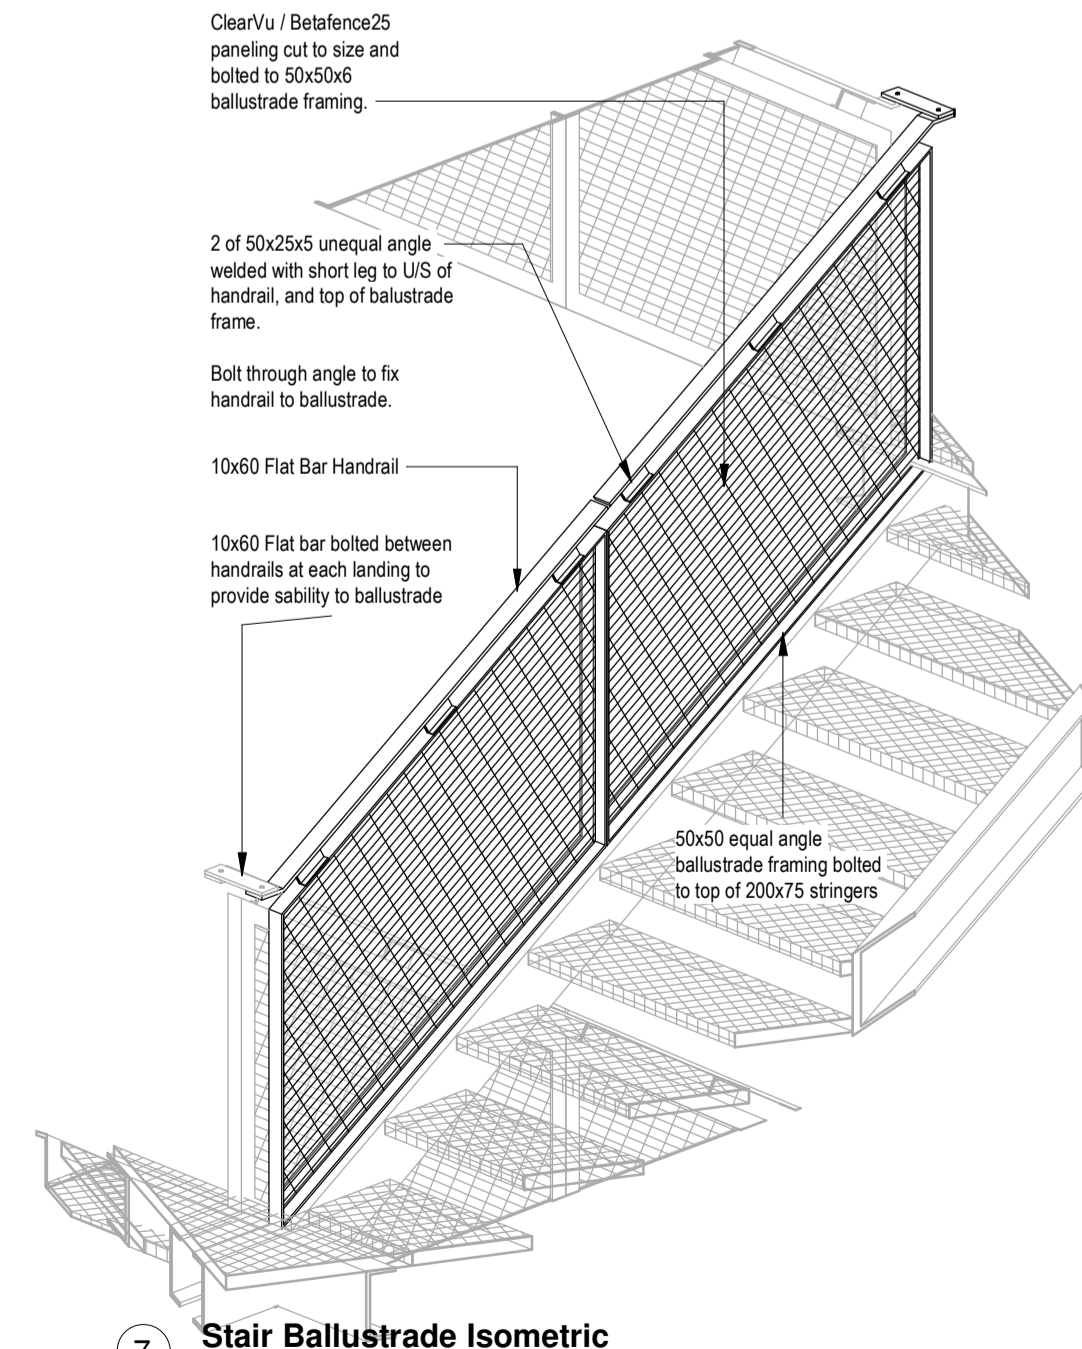 ClearVu / Betafence25
paneling cut to size and
bolted to 50x50x6
ballustrade framing.
2 of 50x25x5 unequal angle
welded with short leg to U/S of
handrail, and top of balustrade
frame.
Bolt through angle to fix
handrail to ballustrade.
10x60 Flat Bar Handrail
10x60 Flat bar bolted between
handrails at each landing to
provide sability to ballustrade
50x50 equal angle
ballustrade framing bolted
to top of 200x75 stringers
Stair Ballustrade Isometric